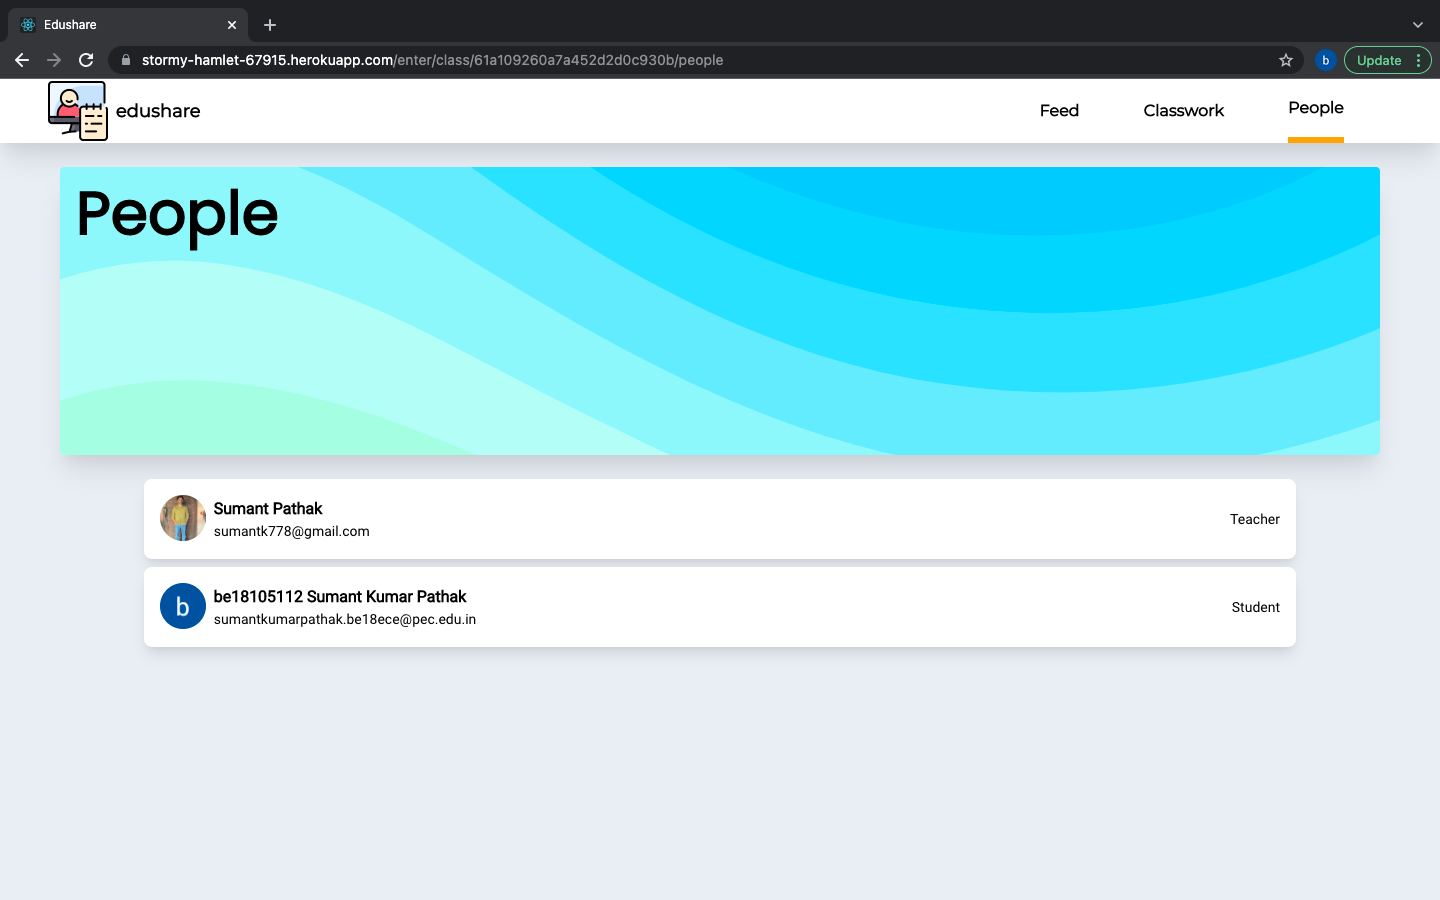 Edushare
stormy-hamlet-67915.herokuapp.com/enter/class/61a109260a7a452d2d0c930b/people
b
Update
edushare
Feed
Classwork
People
People
Sumant Pathak
sumantk778@gmail.com
Teacher
b
be18105112 Sumant Kumar Pathak
sumantkumarpathak.be18ece@pec.edu.in
Student